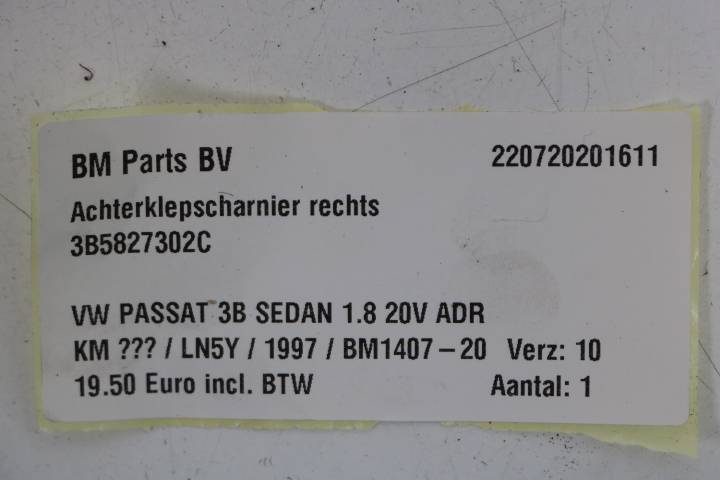 BM Parts BV 220720201611
Achterklepscharnier rechts
3B5827302C
VW PASSAT 3B SEDAN 1.8 20V ADR
KM ??? / LN5Y / 1997 / BM1407-20 Verz: 10
19.50 Euro incl. BTW Aantal: 1